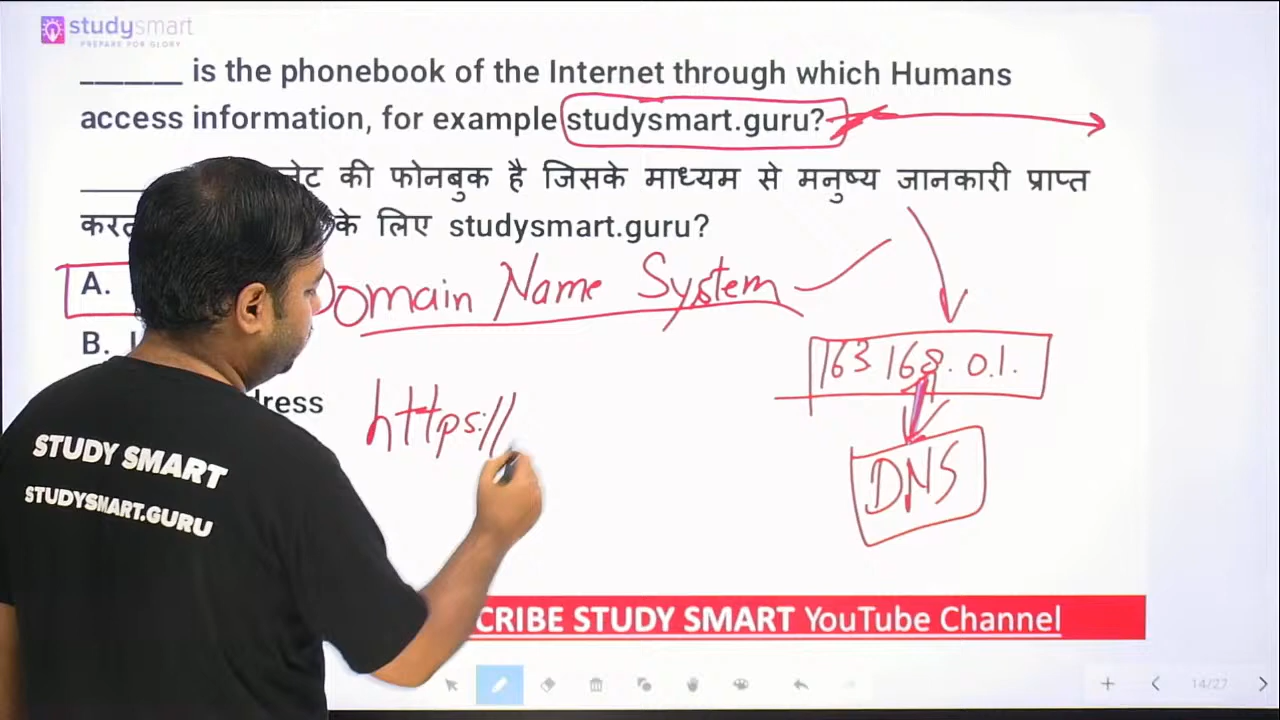 studysmart
PREPARE FOR GLORY
______ is the phonebook of the Internet through which Humans
access information, for example studysmart.guru?
की फोनबुक है जिसके माध्यम से मनुष्य जानकारी प्राप्त
के लिए studysmart.guru?
A. Domain Name System
163 168. 0.1.
B.
https://
DNS
STUDY SMART
STUDYSMART.GURU
STUDY SMART YouTube Channel
14/27